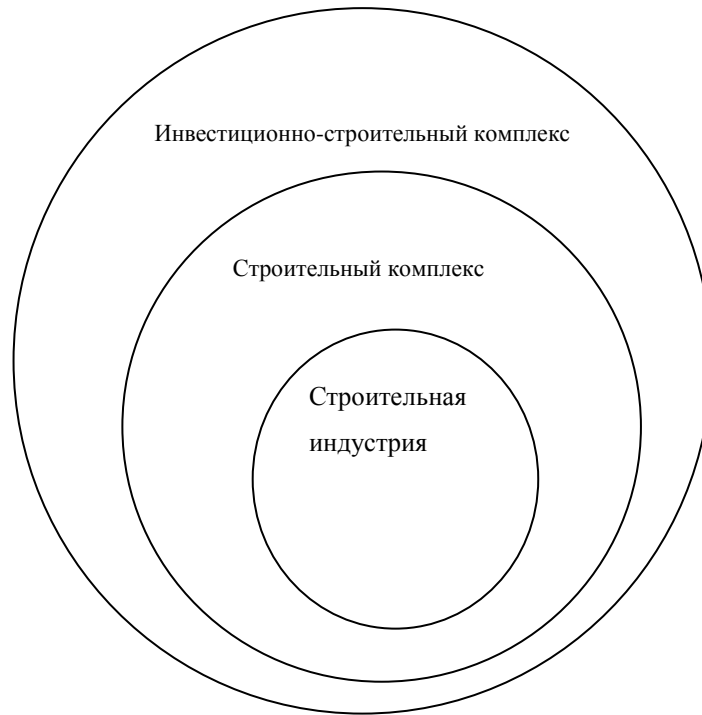 Инвестиционно-строительный комплекс
Строительный комплекс
Строительная
индустрия